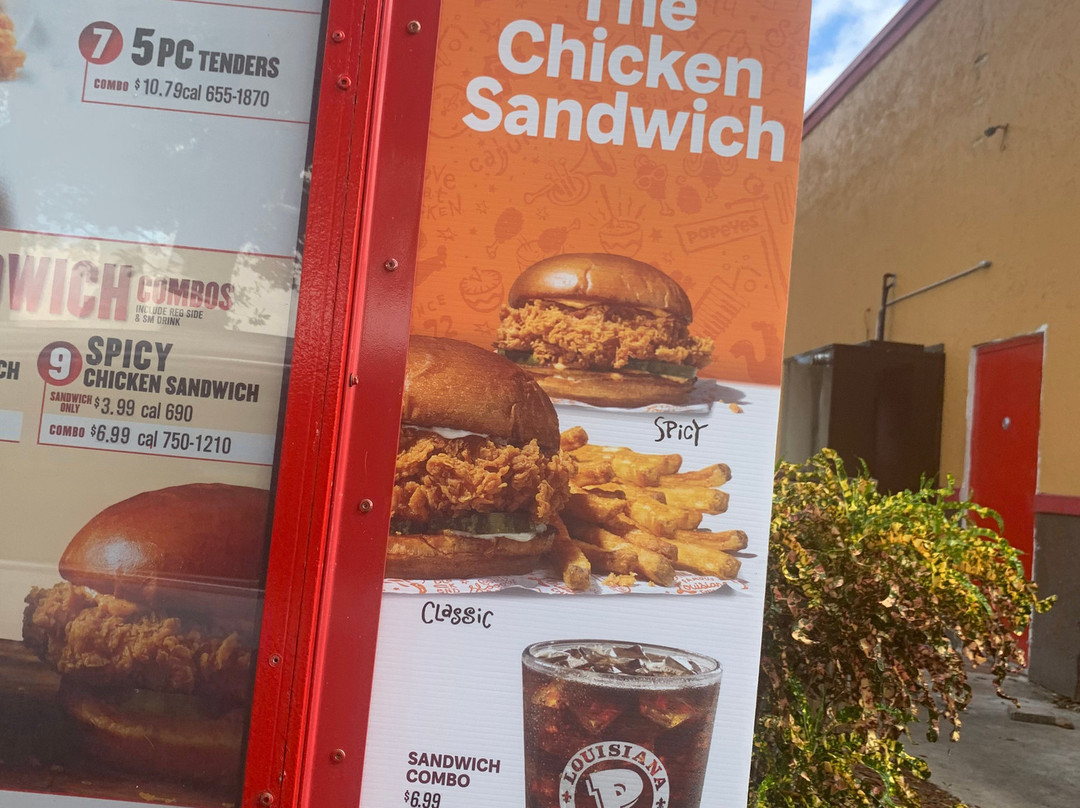 7 5PC TENDERS
COMBO $10.79cal 655-1870
WICH COMBOS
INCLUDE REG SIDE
& SM DRINK
CH
9 SPICY
CHICKEN SANDWICH
SANDWICH
ONLY $3.99 cal 690
COMBO $6.99 cal 750-1210
The
Chicken
Sandwich
POPEYES
SPICY
CLASSIC
LOUISIANA
P
SANDWICH
COMBO
$6.99